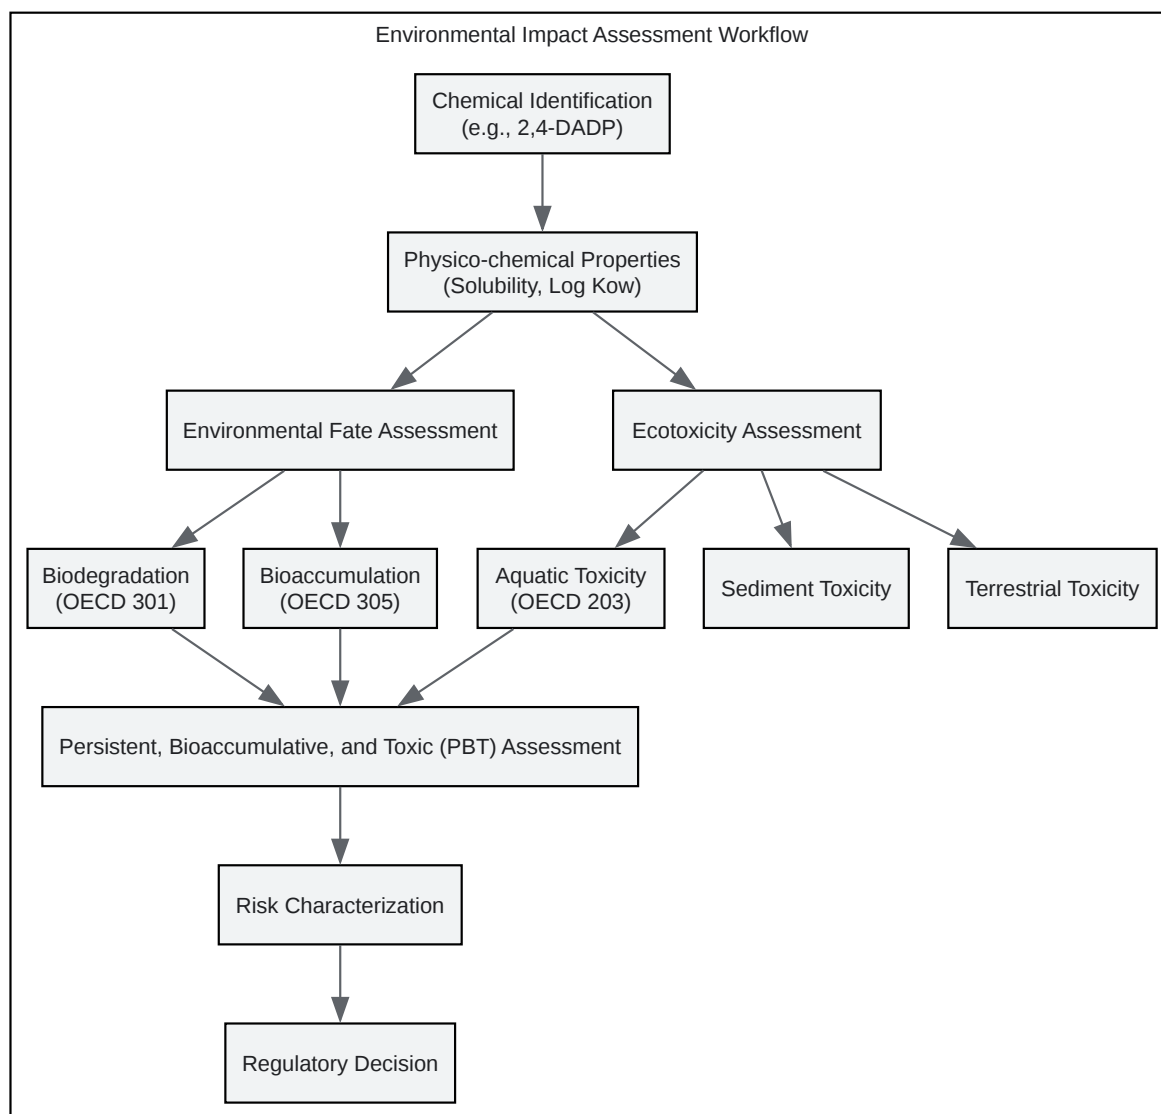 Environmental Impact Assessment Workflow
Chemical Identification
(e.g., 2,4-DADP)
Physico-chemical Properties
(Solubility, Log Kow)
Environmental Fate Assessment
Ecotoxicity Assessment
Biodegradation
(OECD 301)
Bioaccumulation
(OECD 305)
Aquatic Toxicity
(OECD 203)
Sediment Toxicity
Terrestrial Toxicity
Persistent, Bioaccumulative, and Toxic (PBT) Assessment
Risk Characterization
Regulatory Decision